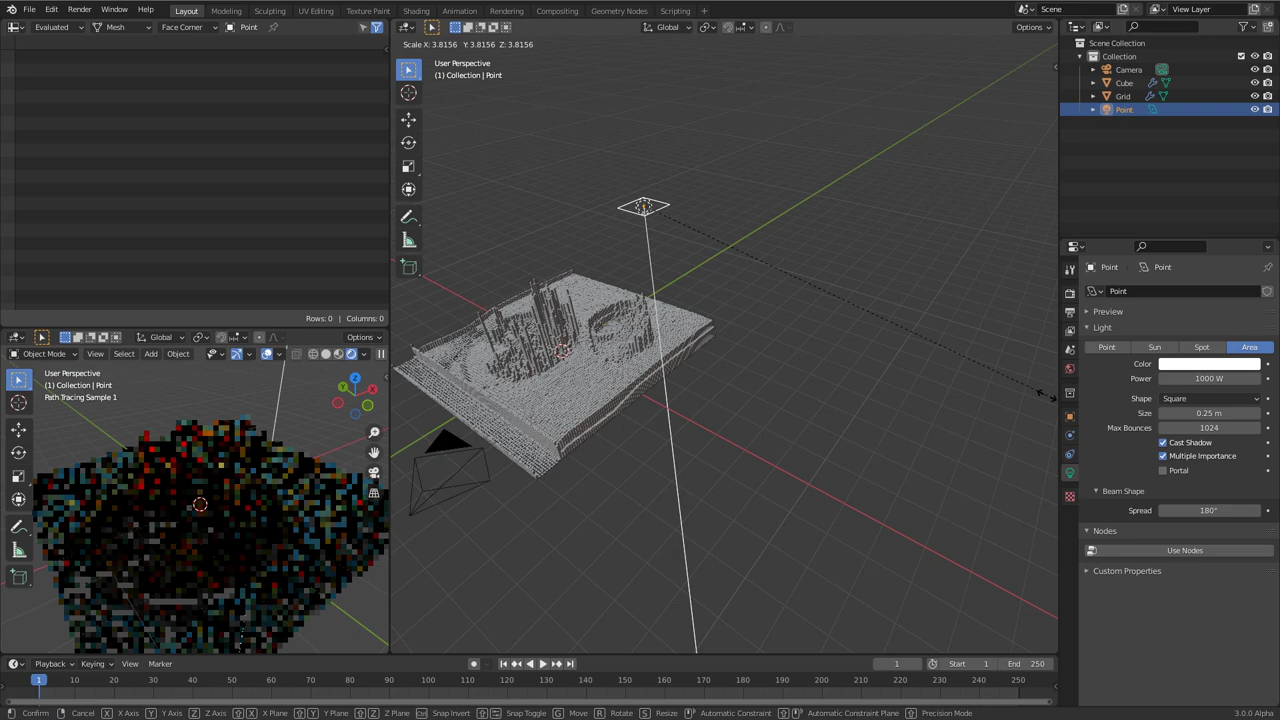 File Edit Render Window Help
Layout Modeling Sculpting UV Editing Texture Paint Shading Animation Rendering Compositing Geometry Nodes Scripting +
Scene
View Layer
Evaluated Mesh Face Corner Point
Global Options
Scale X: 3.8156 Y: 3.8156 Z: 3.8156
User Perspective
(1) Collection | Point
Rows: 0 | Columns: 0
Global Options
Object Mode View Select Add Object
User Perspective
(1) Collection | Point
Path Tracing Sample 1
Z
Y
X
Scene Collection
Collection
Camera
Cube
Grid
Point
Point Point
Point
Preview
Light
Point Sun Spot Area
Color
Power 1000 W
Shape Square
Size 0.25 m
Max Bounces 1024
Cast Shadow
Multiple Importance
Portal
Beam Shape
Spread 180°
Nodes
Use Nodes
Custom Properties
Playback Keying View Marker
1 Start 1 End 250
1 10 20 30 40 50 60 70 80 90 100 110 120 130 140 150 160 170 180 190 200 210 220 230 240 250
Confirm Cancel X X Axis Y Y Axis Z Z Axis X X Plane Y Y Plane Z Z Plane Snap Invert Snap Toggle G Move R Rotate S Resize Automatic Constraint Automatic Constraint Plane Precision Mode
3.0.0 Alpha